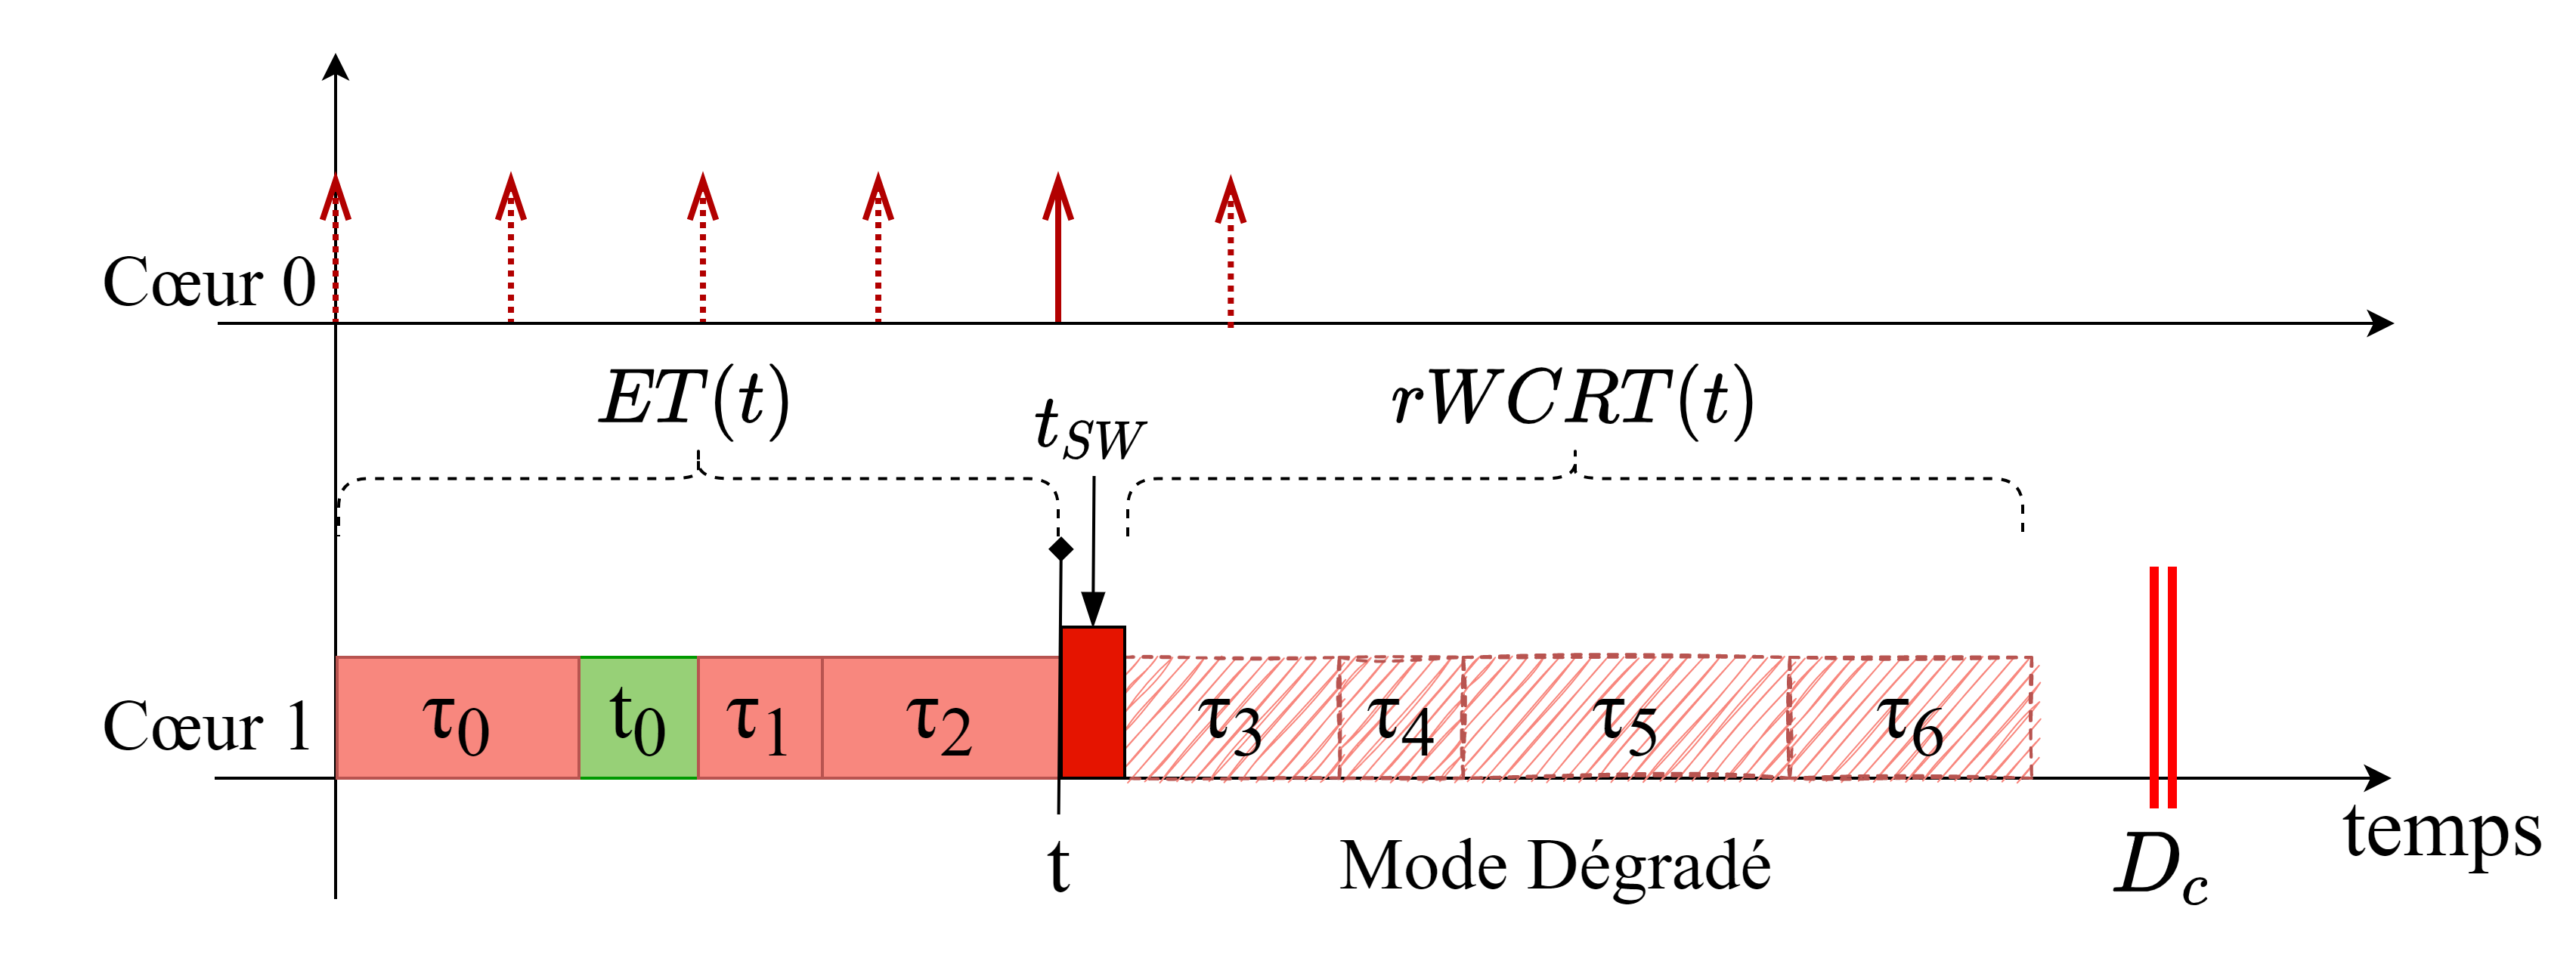 Cœur 0
ET(t)
t_SW
rWCRT(t)
Cœur 1
τ0
t0
τ1
τ2
τ3
τ4
τ5
τ6
temps
t
Mode Dégradé
D_c